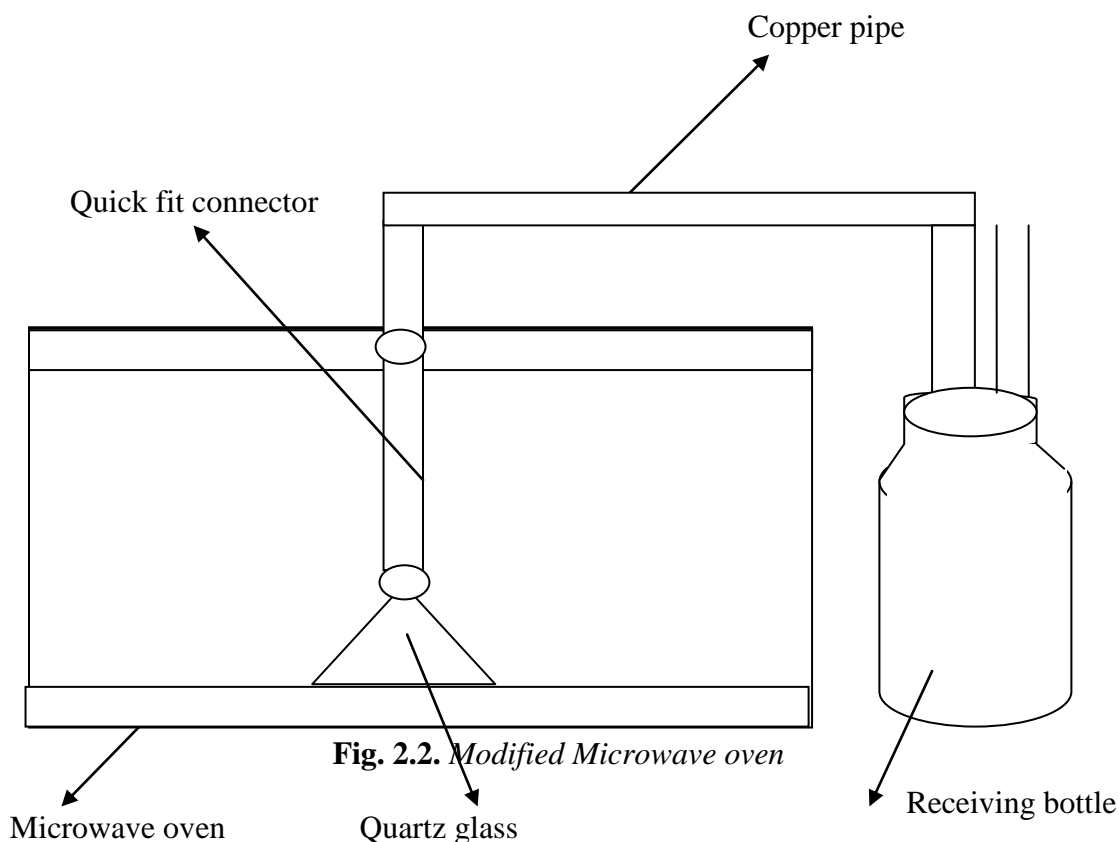 Copper pipe
Quick fit connector
Fig. 2.2. Modified Microwave oven
Receiving bottle
Microwave oven
Quartz glass